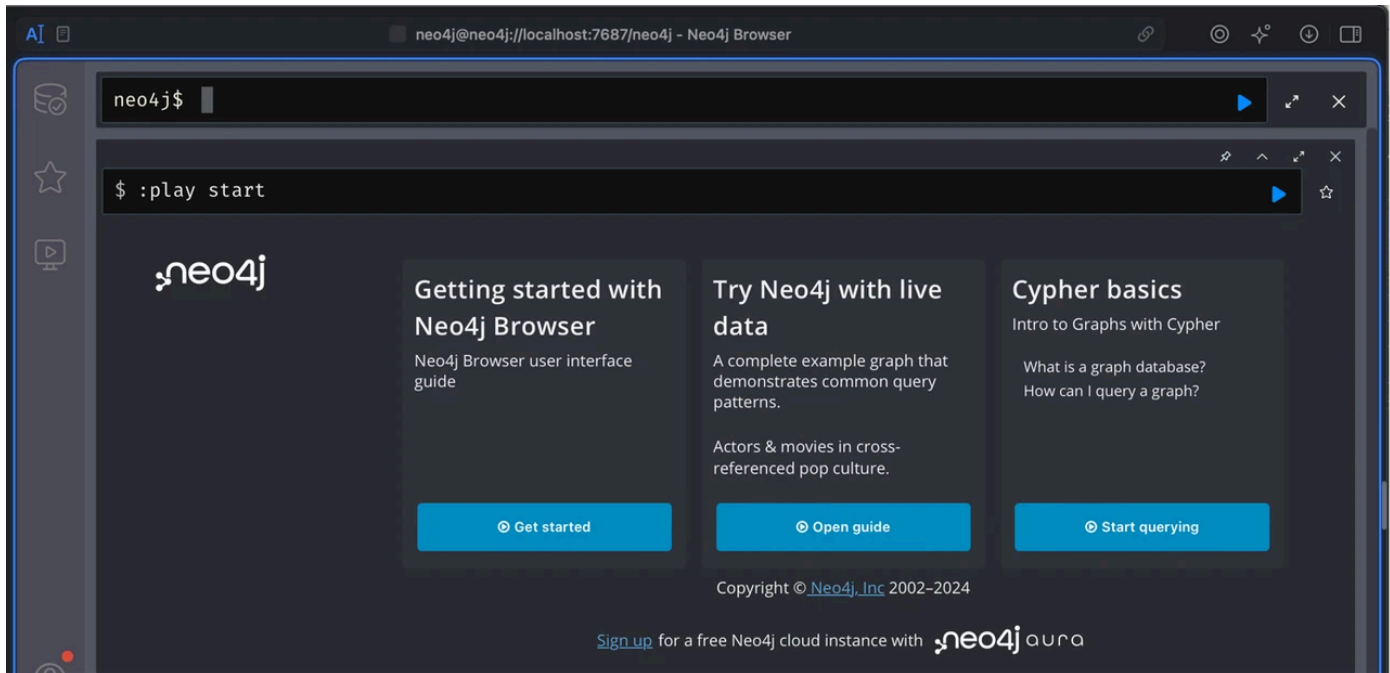 A
neo4j@neo4j://localhost:7687/neo4j - Neo4j Browser
neo4j$
$ :play start
neo4j
Getting started with
Neo4j Browser
Neo4j Browser user interface
guide
Get started
Try Neo4j with live
data
A complete example graph that
demonstrates common query
patterns.
Actors & movies in cross-
referenced pop culture.
Open guide
Cypher basics
Intro to Graphs with Cypher
What is a graph database?
How can I query a graph?
Start querying
Copyright © Neo4j, Inc 2002–2024
Sign up for a free Neo4j cloud instance with neo4j aura